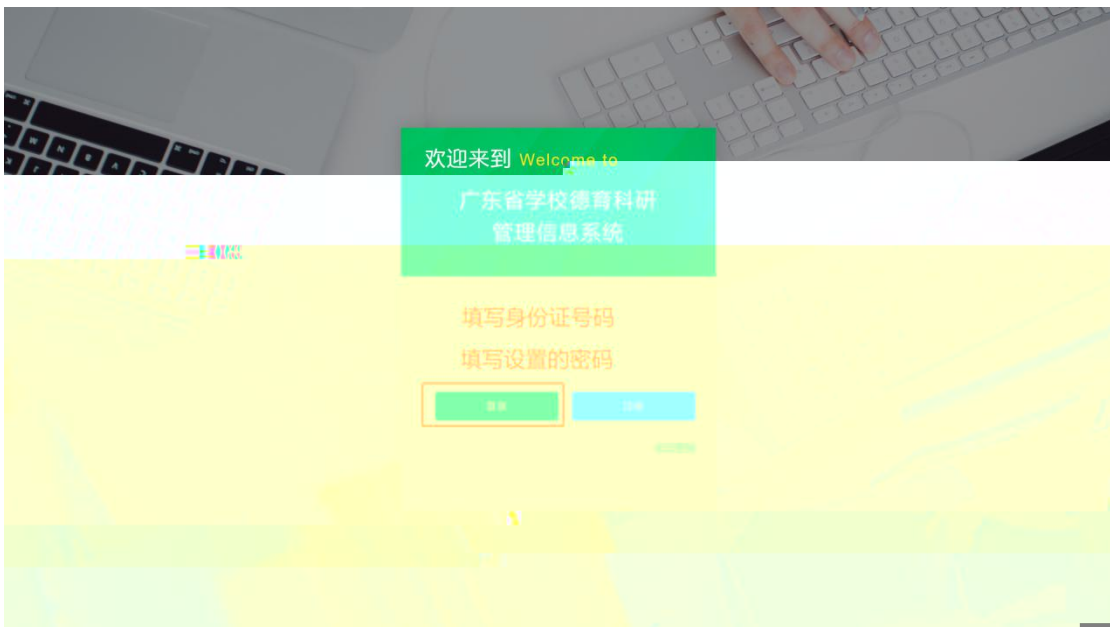 欢迎来到 Welcome to
广东省学校德育科研
管理信息系统
填写身份证号码
填写设置的密码